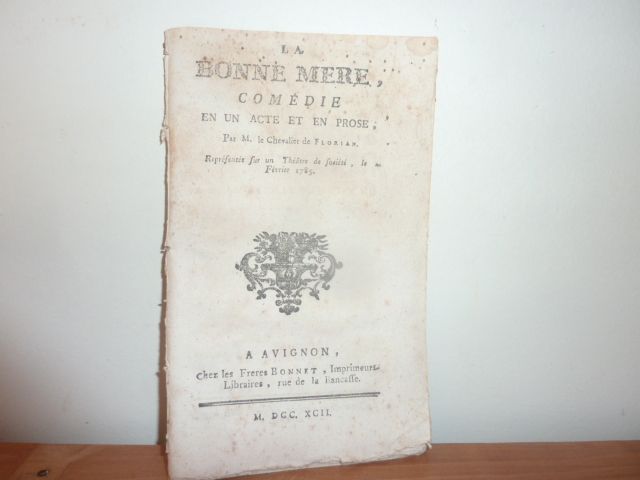 LA
BONNE MERE,
COMÉDIE
EN UN ACTE ET EN PROSE;
Par M. le Chevalier de FLORIAN.
Représentée sur un Théâtre de société, le
Février 1785.
A AVIGNON,
Chez les Freres BONNET, Imprimeurs-
Libraires, rue de la Bancasse.
M. DCC. XCII.